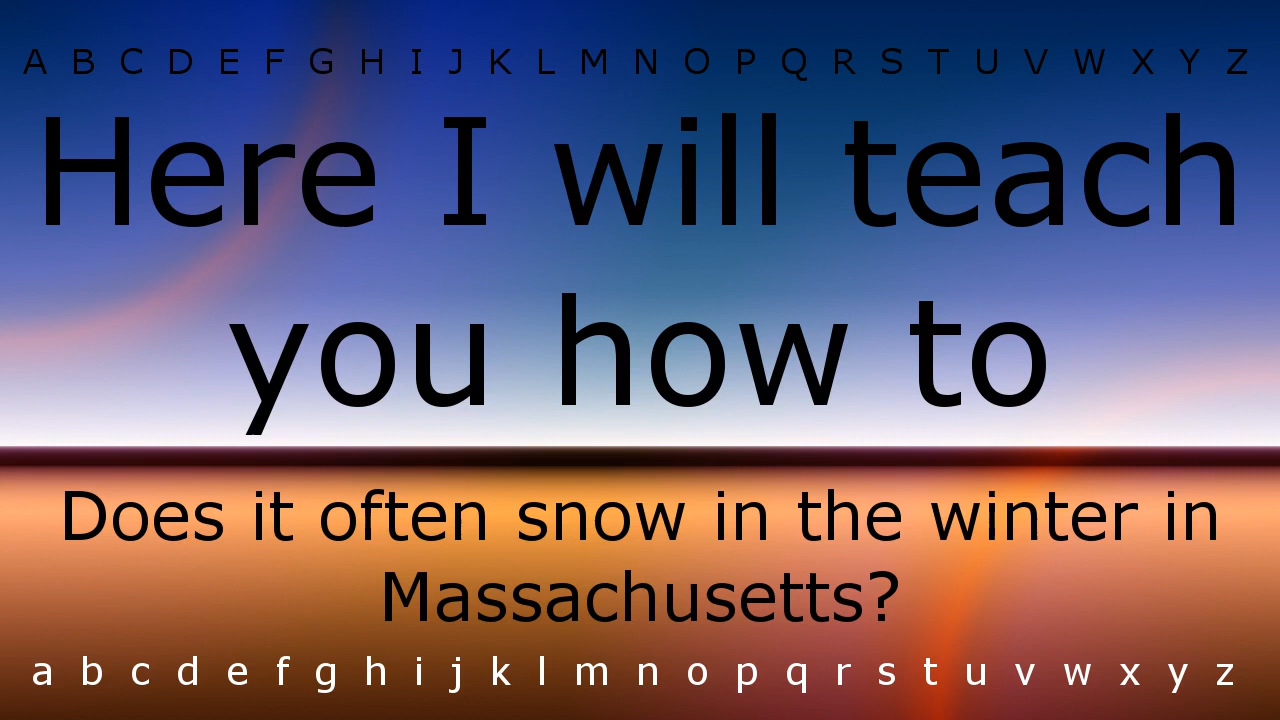 A B C D E F G H I J K L M N O P Q R S T U V W X Y Z
Here I will teach
you how to
Does it often snow in the winter in
Massachusetts?
a b c d e f g h i j k l m n o p q r s t u v w x y z